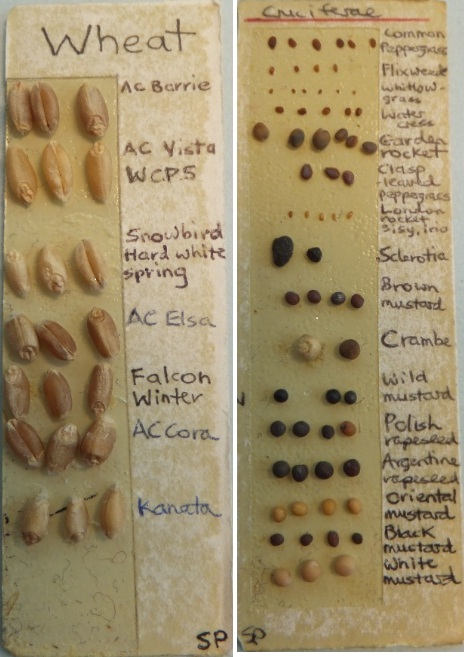 Wheat
AC Barrie
AC Vista
WCPS
Snowbird
Hard white
spring
AC Elsa
Falcon
Winter
AC Cora
Kanata
SP
Cruciferae
Common
Peppergrass
Flixweed
Whitlow-
grass
Water
cress
Garden
rocket
Clasp
leaved
peppergrass
London
rocket
Sclerotia
Brown
mustard
Crambe
Wild
mustard
Polish
rapeseed
Argentine
rapeseed
Oriental
mustard
Black
mustard
White
mustard
SP